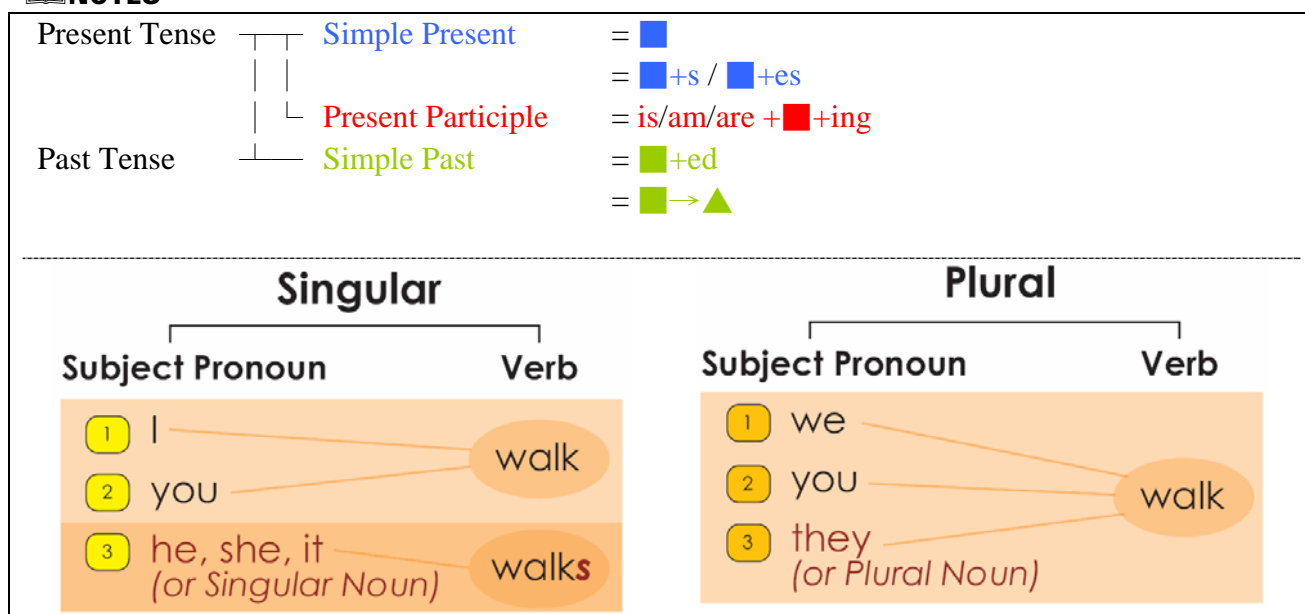 NOTES
Present Tense Simple Present = ■
= ■+s / ■+es
Present Participle = is/am/are +■+ing
Past Tense Simple Past = ■+ed
= ■→▲
Singular
Subject Pronoun Verb
1 I
2 you
walk
3 he, she, it
(or Singular Noun)
walks
Plural
Subject Pronoun Verb
1 we
2 you
3 they
(or Plural Noun)
walk